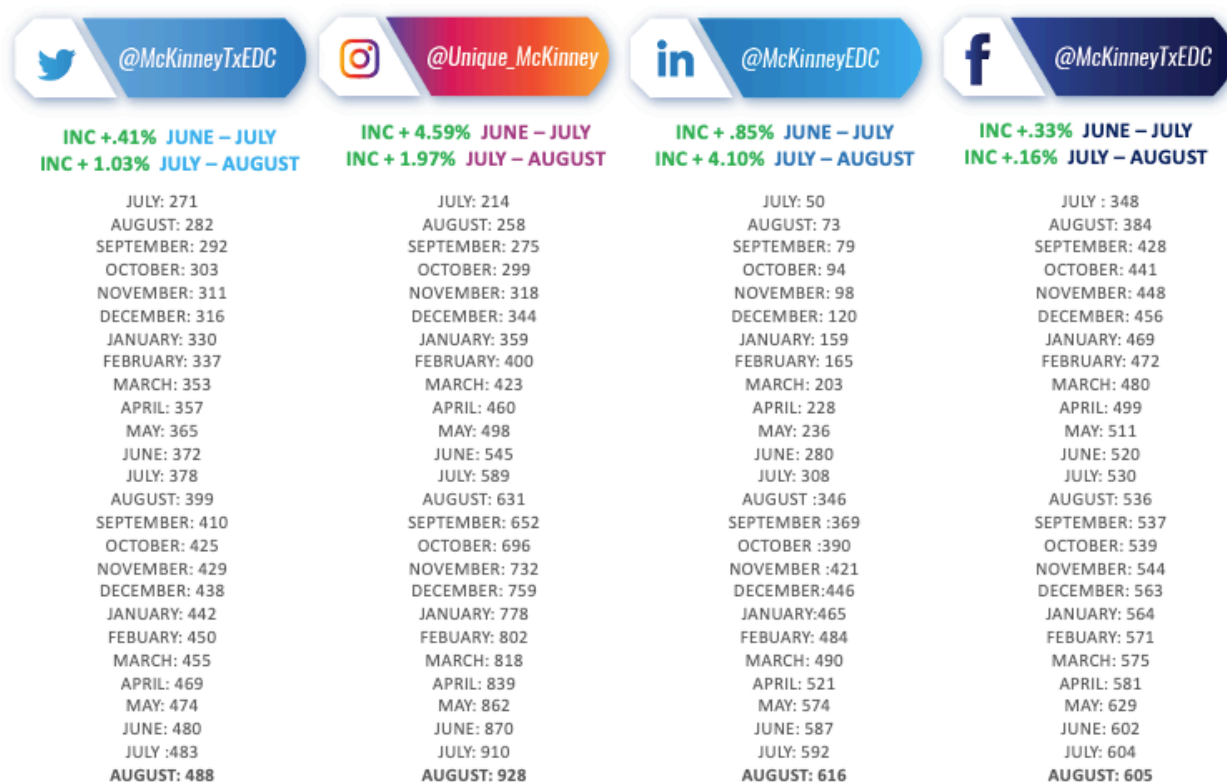 @McKinneyTxEDC
INC +.41% JUNE – JULY
INC + 1.03% JULY – AUGUST
JULY: 271
AUGUST: 282
SEPTEMBER: 292
OCTOBER: 303
NOVEMBER: 311
DECEMBER: 316
JANUARY: 330
FEBRUARY: 337
MARCH: 353
APRIL: 357
MAY: 365
JUNE: 372
JULY: 378
AUGUST: 399
SEPTEMBER: 410
OCTOBER: 425
NOVEMBER: 429
DECEMBER: 438
JANUARY: 442
FEBUARY: 450
MARCH: 455
APRIL: 469
MAY: 474
JUNE: 480
JULY :483
AUGUST: 488
@Unique_McKinney
INC + 4.59% JUNE – JULY
INC + 1.97% JULY – AUGUST
JULY: 214
AUGUST: 258
SEPTEMBER: 275
OCTOBER: 299
NOVEMBER: 318
DECEMBER: 344
JANUARY: 359
FEBRUARY: 400
MARCH: 423
APRIL: 460
MAY: 498
JUNE: 545
JULY: 589
AUGUST: 631
SEPTEMBER: 652
OCTOBER: 696
NOVEMBER: 732
DECEMBER: 759
JANUARY: 778
FEBUARY: 802
MARCH: 818
APRIL: 839
MAY: 862
JUNE: 870
JULY: 910
AUGUST: 928
in
@McKinneyEDC
INC + .85% JUNE – JULY
INC + 4.10% JULY – AUGUST
JULY: 50
AUGUST: 73
SEPTEMBER: 79
OCTOBER: 94
NOVEMBER: 98
DECEMBER: 120
JANUARY: 159
FEBRUARY: 165
MARCH: 203
APRIL: 228
MAY: 236
JUNE: 280
JULY: 308
AUGUST :346
SEPTEMBER :369
OCTOBER :390
NOVEMBER :421
DECEMBER:446
JANUARY:465
FEBUARY: 484
MARCH: 490
APRIL: 521
MAY: 574
JUNE: 587
JULY: 592
AUGUST: 616
f
@McKinneyTxEDC
INC +.33% JUNE – JULY
INC +.16% JULY – AUGUST
JULY : 348
AUGUST: 384
SEPTEMBER: 428
OCTOBER: 441
NOVEMBER: 448
DECEMBER: 456
JANUARY: 469
FEBRUARY: 472
MARCH: 480
APRIL: 499
MAY: 511
JUNE: 520
JULY: 530
AUGUST: 536
SEPTEMBER: 537
OCTOBER: 539
NOVEMBER: 544
DECEMBER: 563
JANUARY: 564
FEBUARY: 571
MARCH: 575
APRIL: 581
MAY: 629
JUNE: 602
JULY: 604
AUGUST: 605